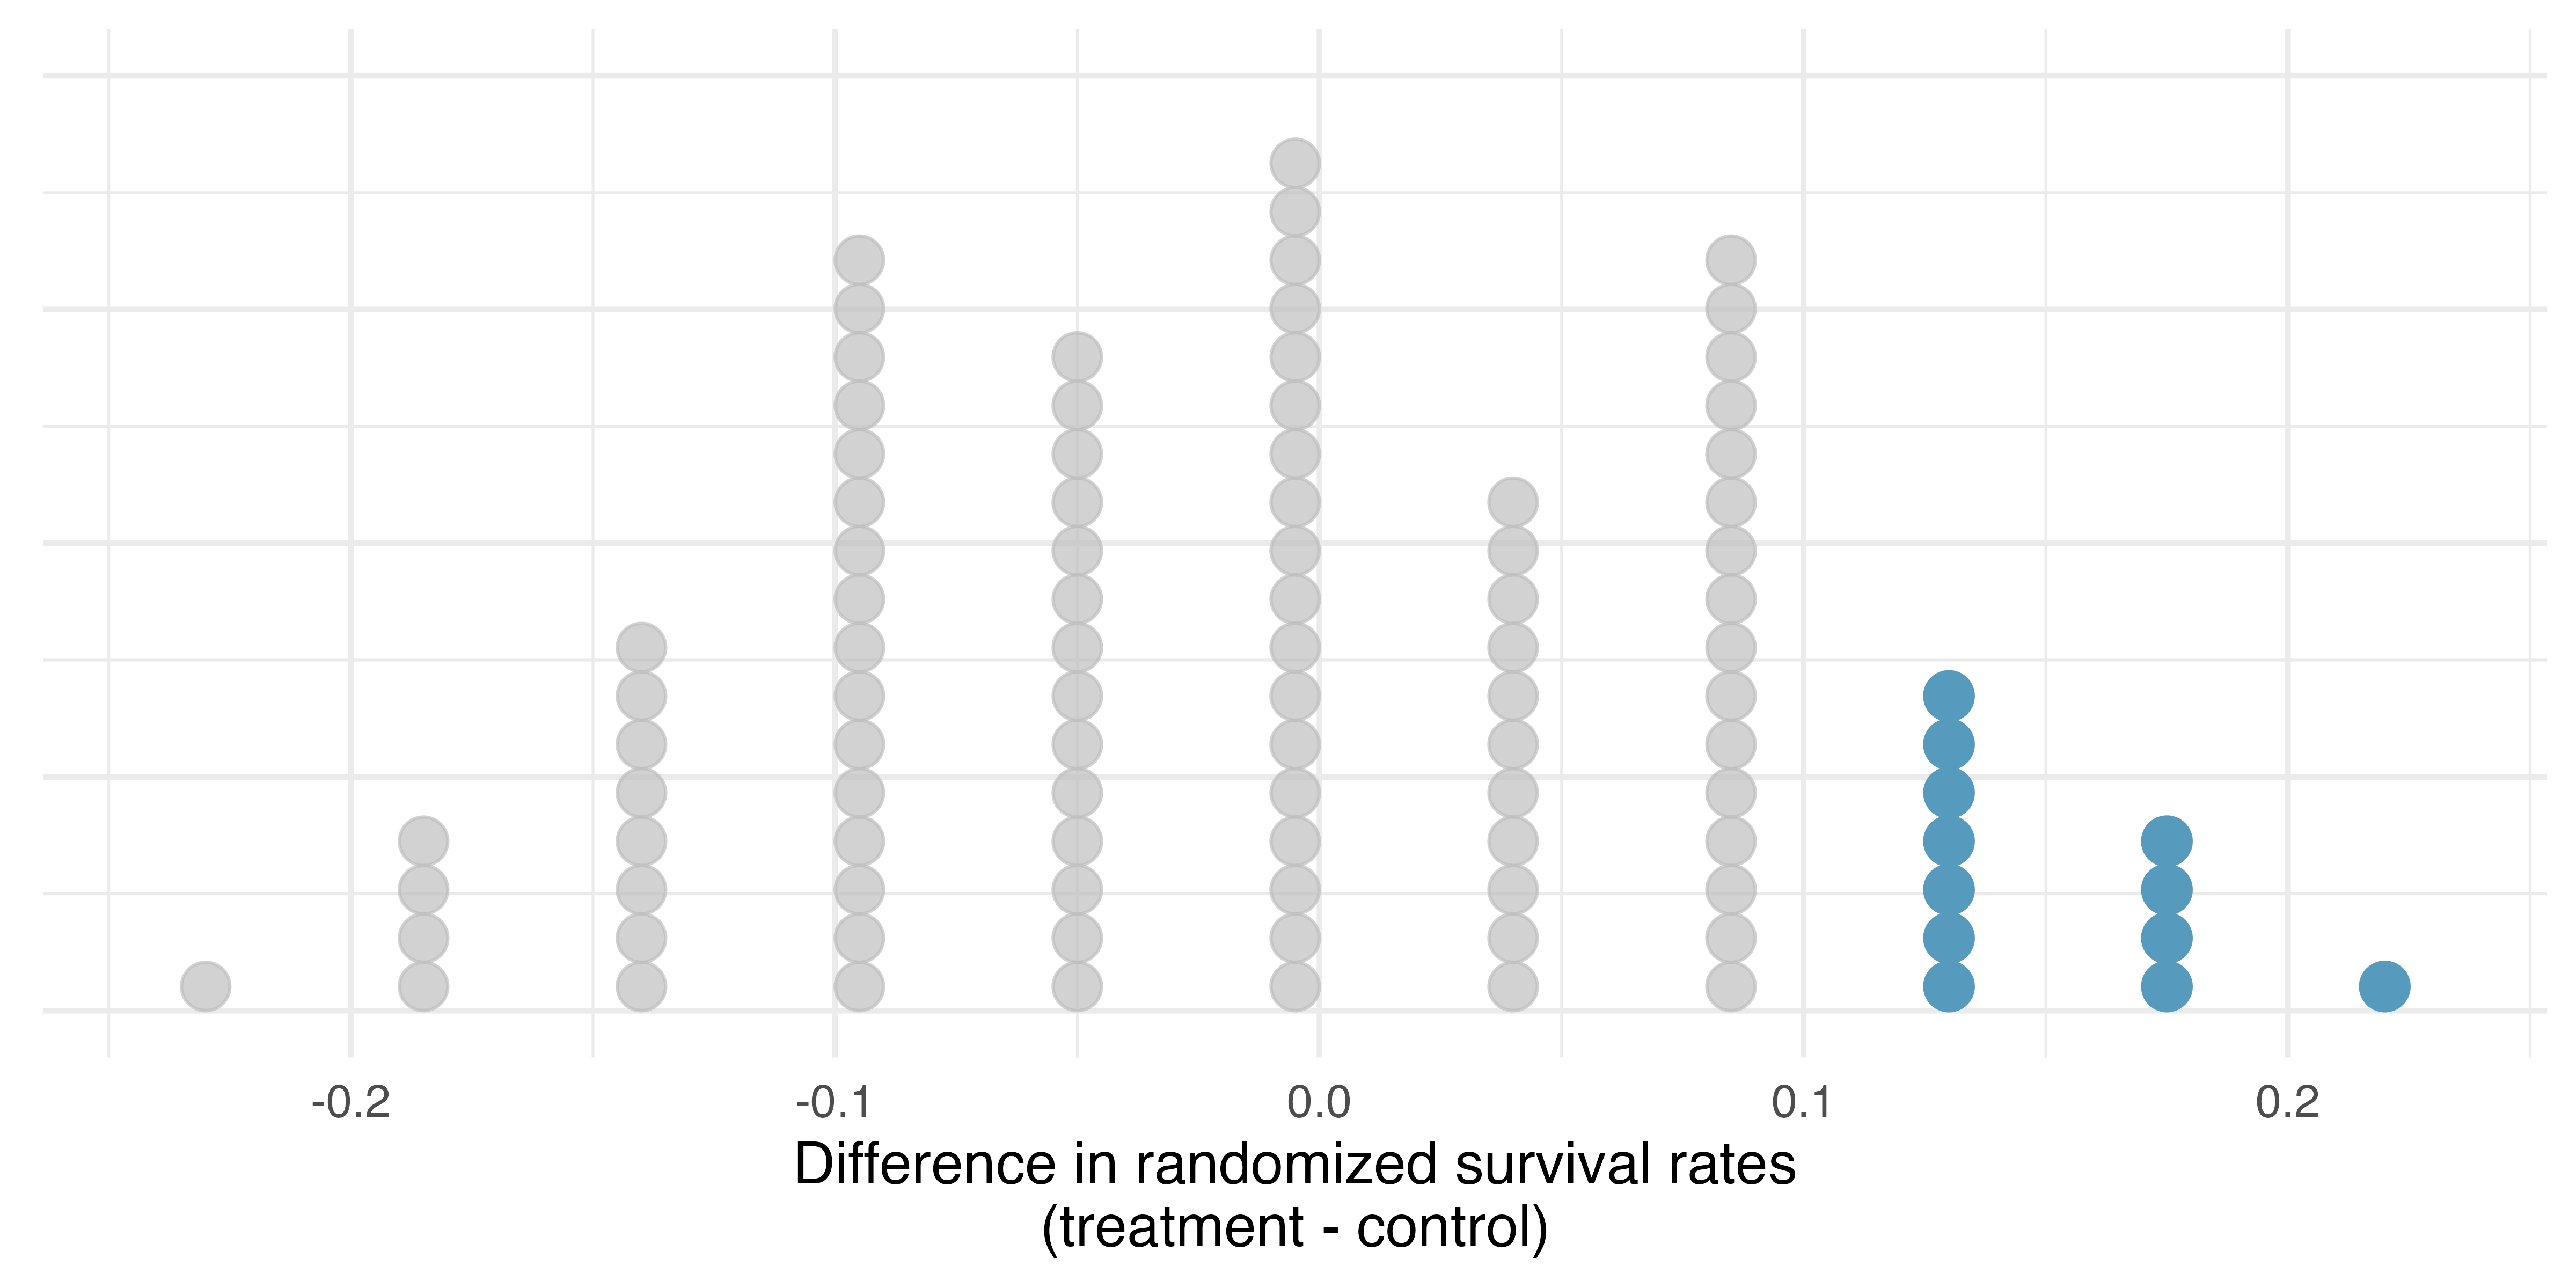 -0.2
-0.1
0.0
0.1
0.2
Difference in randomized survival rates
(treatment - control)